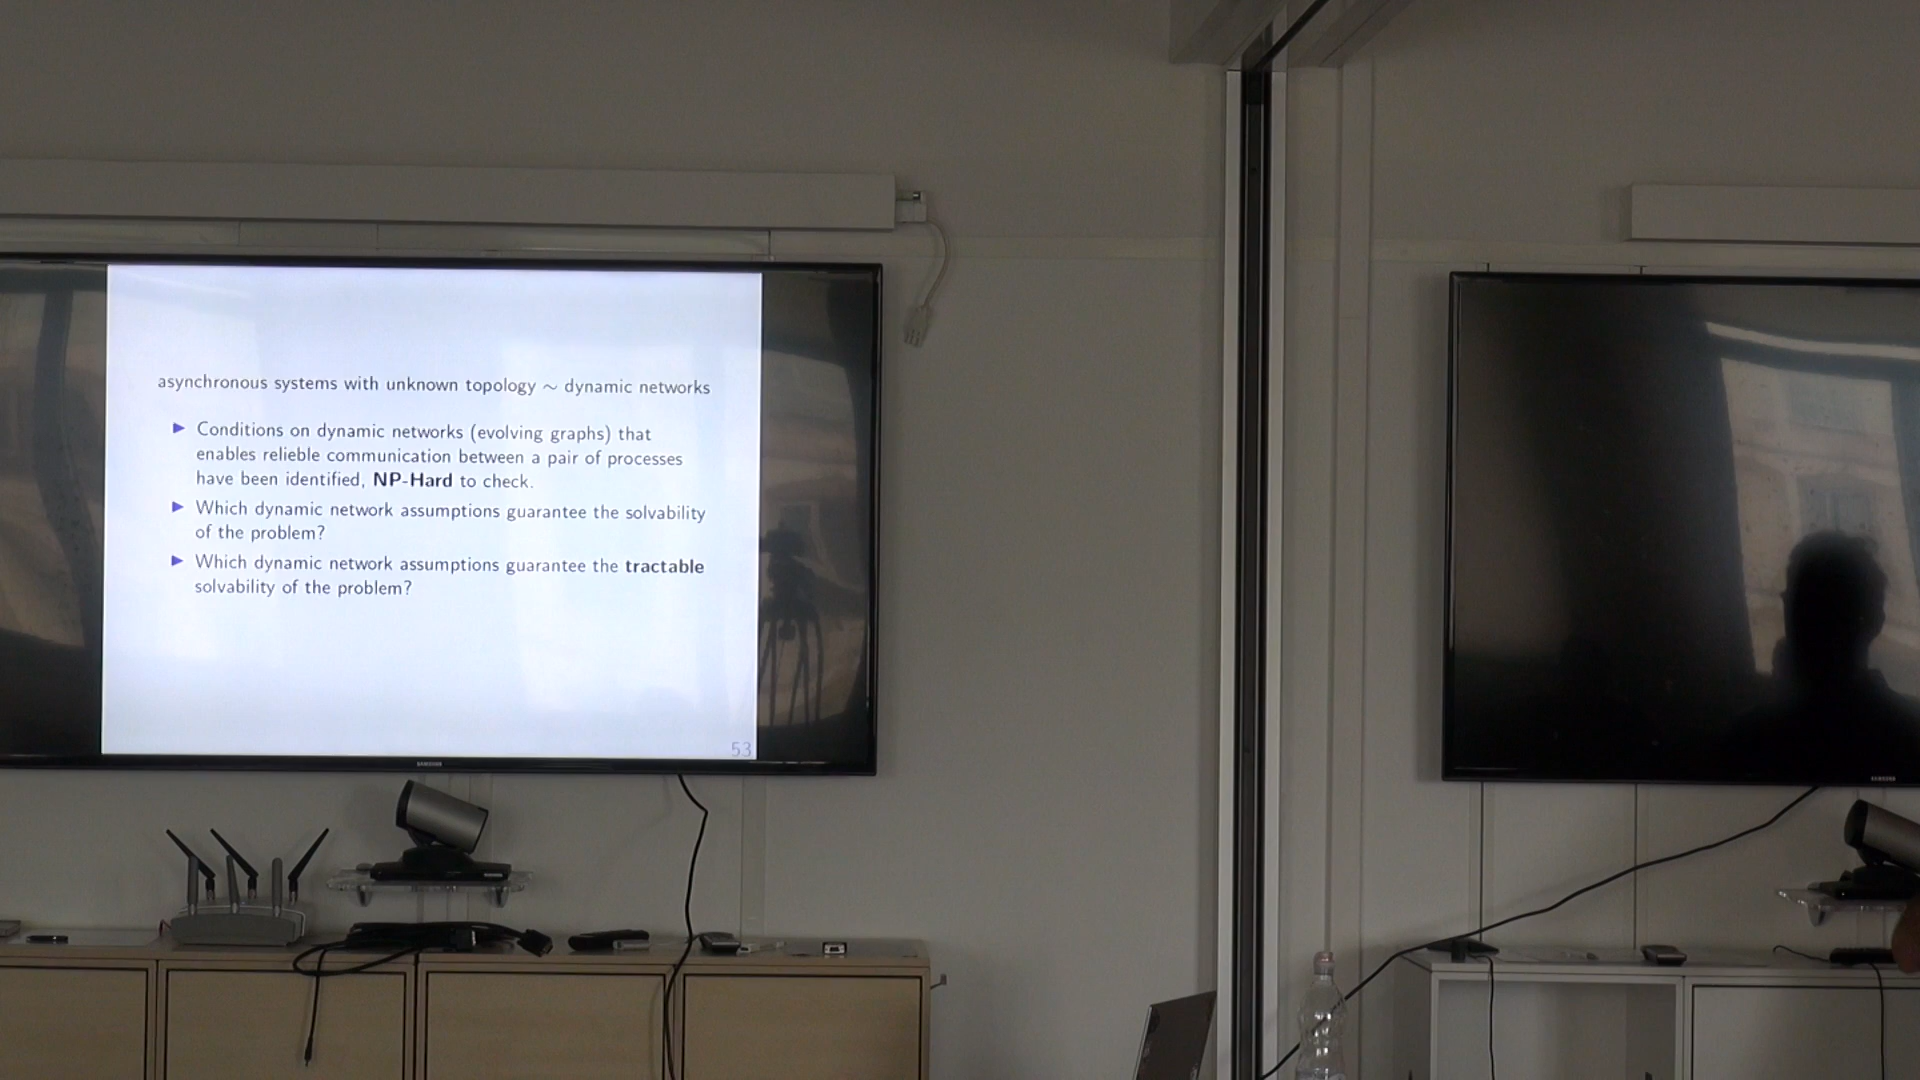 asynchronous systems with unknown topology ∼ dynamic networks
▶ Conditions on dynamic networks (evolving graphs) that
enables relieble communication between a pair of processes
have been identified, NP-Hard to check.
▶ Which dynamic network assumptions guarantee the solvability
of the problem?
▶ Which dynamic network assumptions guarantee the tractable
solvability of the problem?
53
SAMSUNG
SAMSUNG